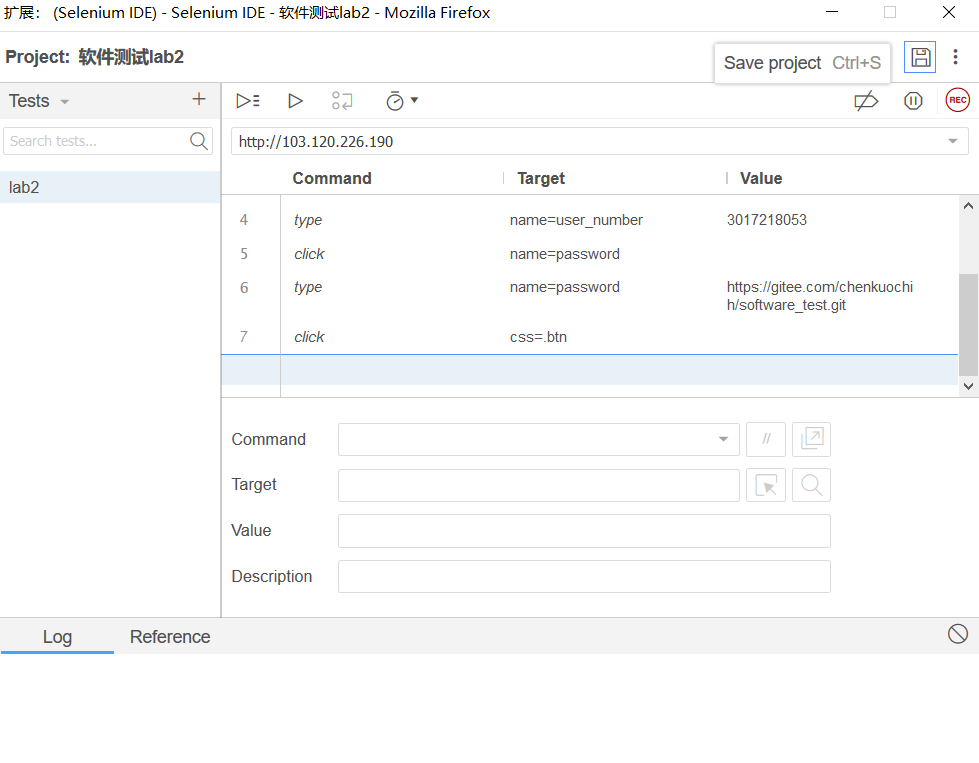 扩展： (Selenium IDE) - Selenium IDE - 软件测试lab2 - Mozilla Firefox
Project: 软件测试lab2
Save project Ctrl+S
Tests
REC
Search tests...
http://103.120.226.190
lab2
Command Target Value
4 type name=user_number 3017218053
5 click name=password
6 type name=password https://gitee.com/chenkuochi
h/software_test.git
7 click css=.btn
Command
//
Target
Value
Description
Log Reference